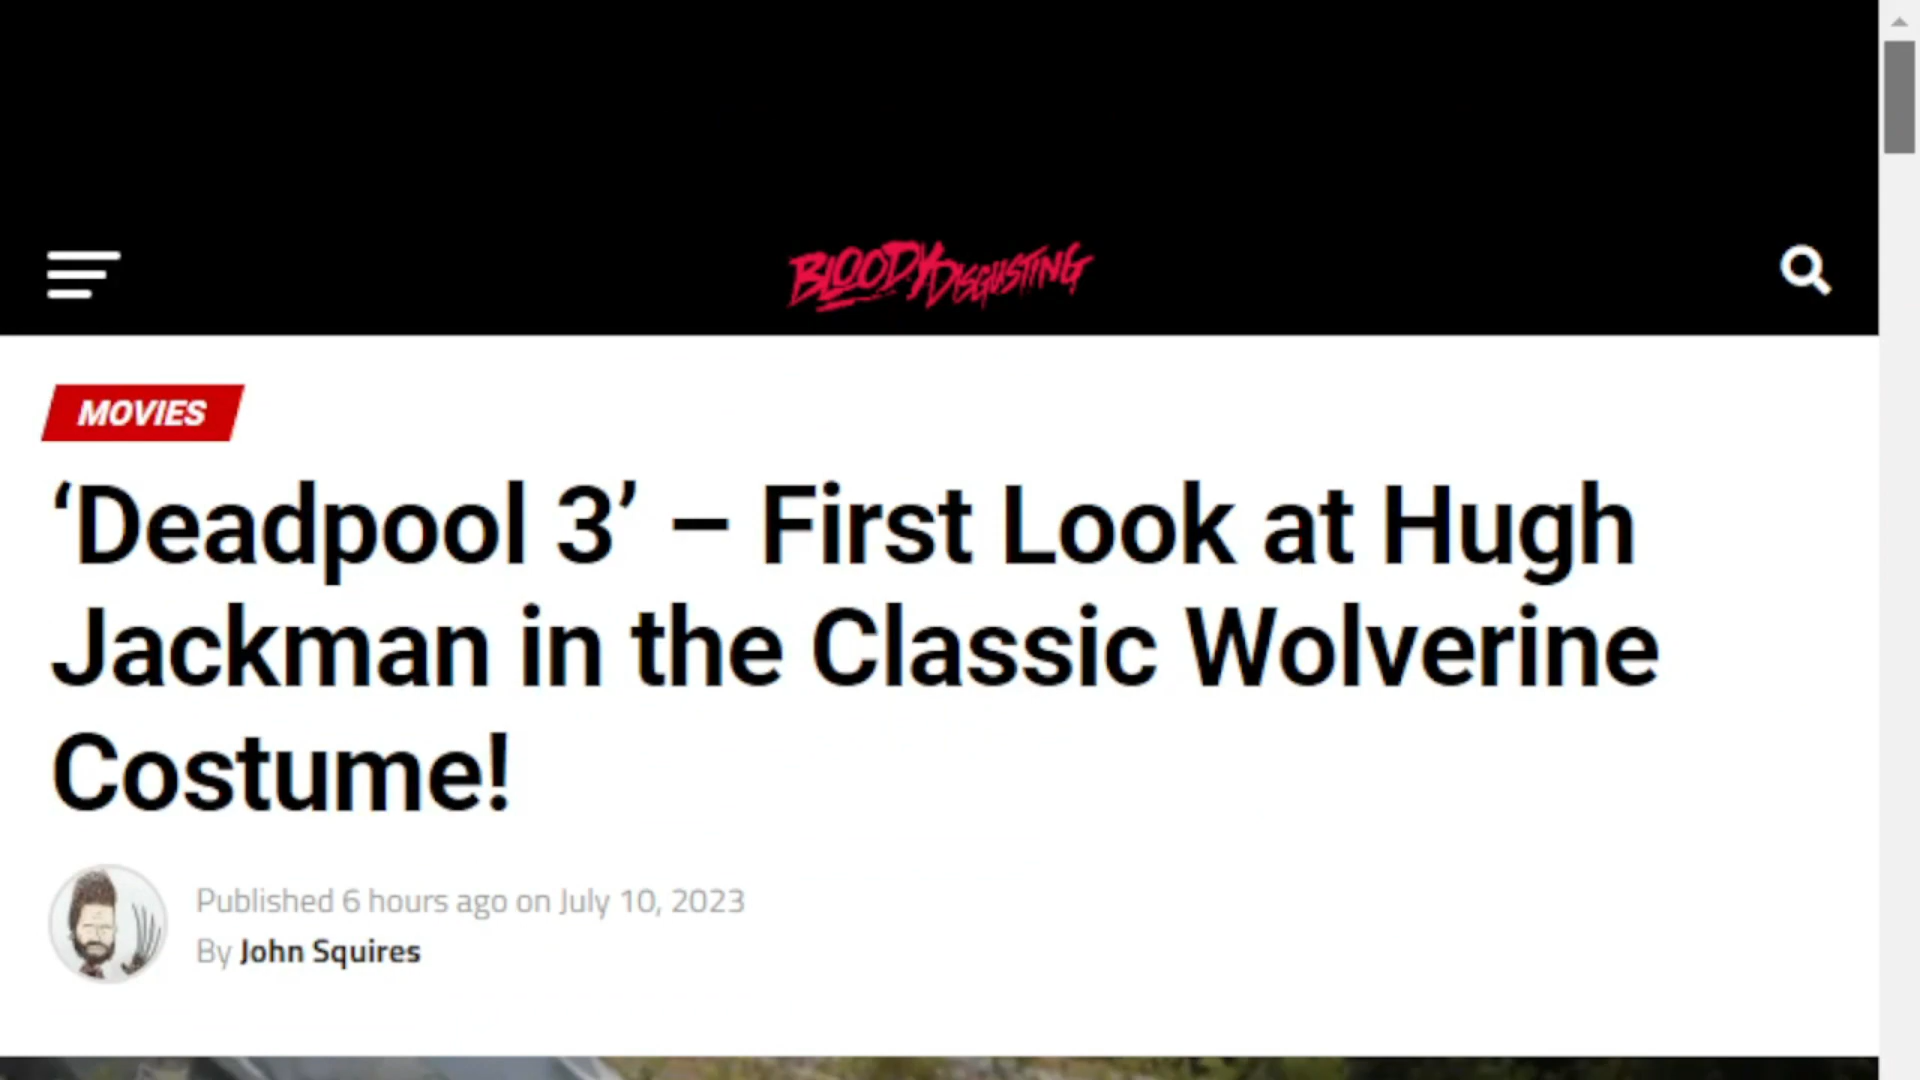 BLOODY DISGUSTING
MOVIES
‘Deadpool 3’ – First Look at Hugh
Jackman in the Classic Wolverine
Costume!
Published 6 hours ago on July 10, 2023
By John Squires